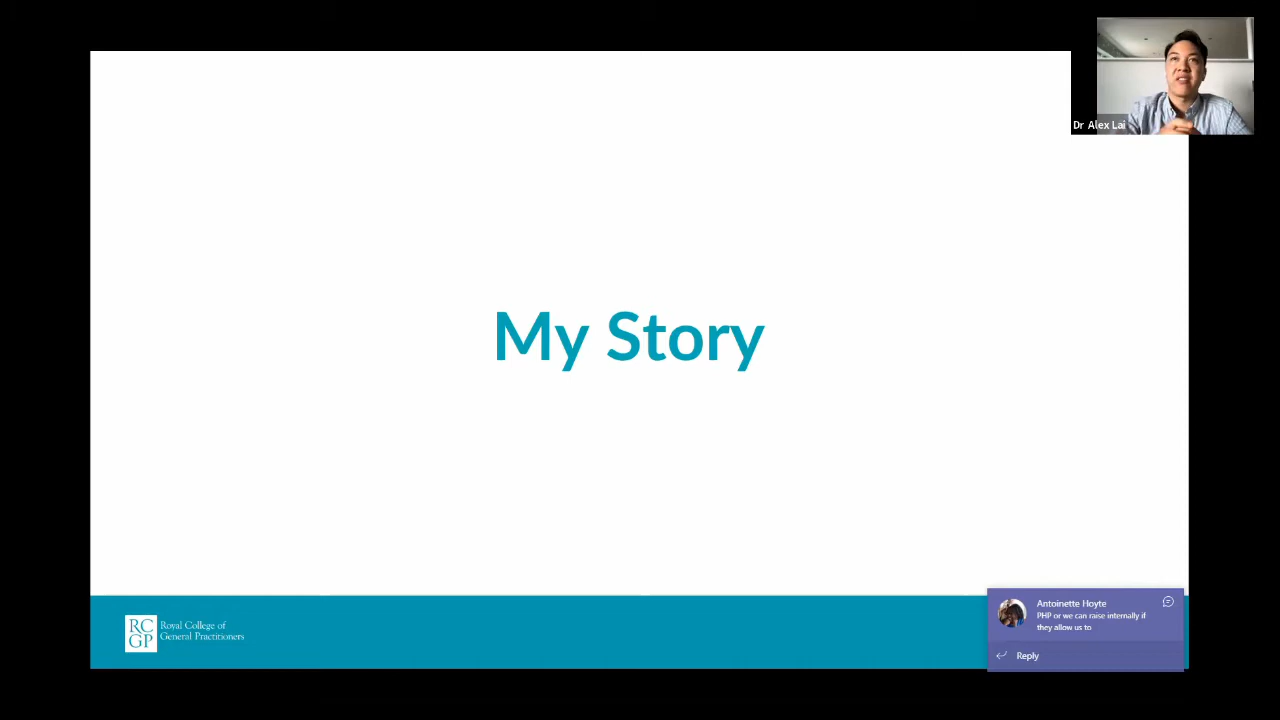 Dr Alex Lai
My Story
RC
GP
Royal College of
General Practitioners
Antoinette Hoyte
PHP or we can raise internally if
they allow us to
Reply